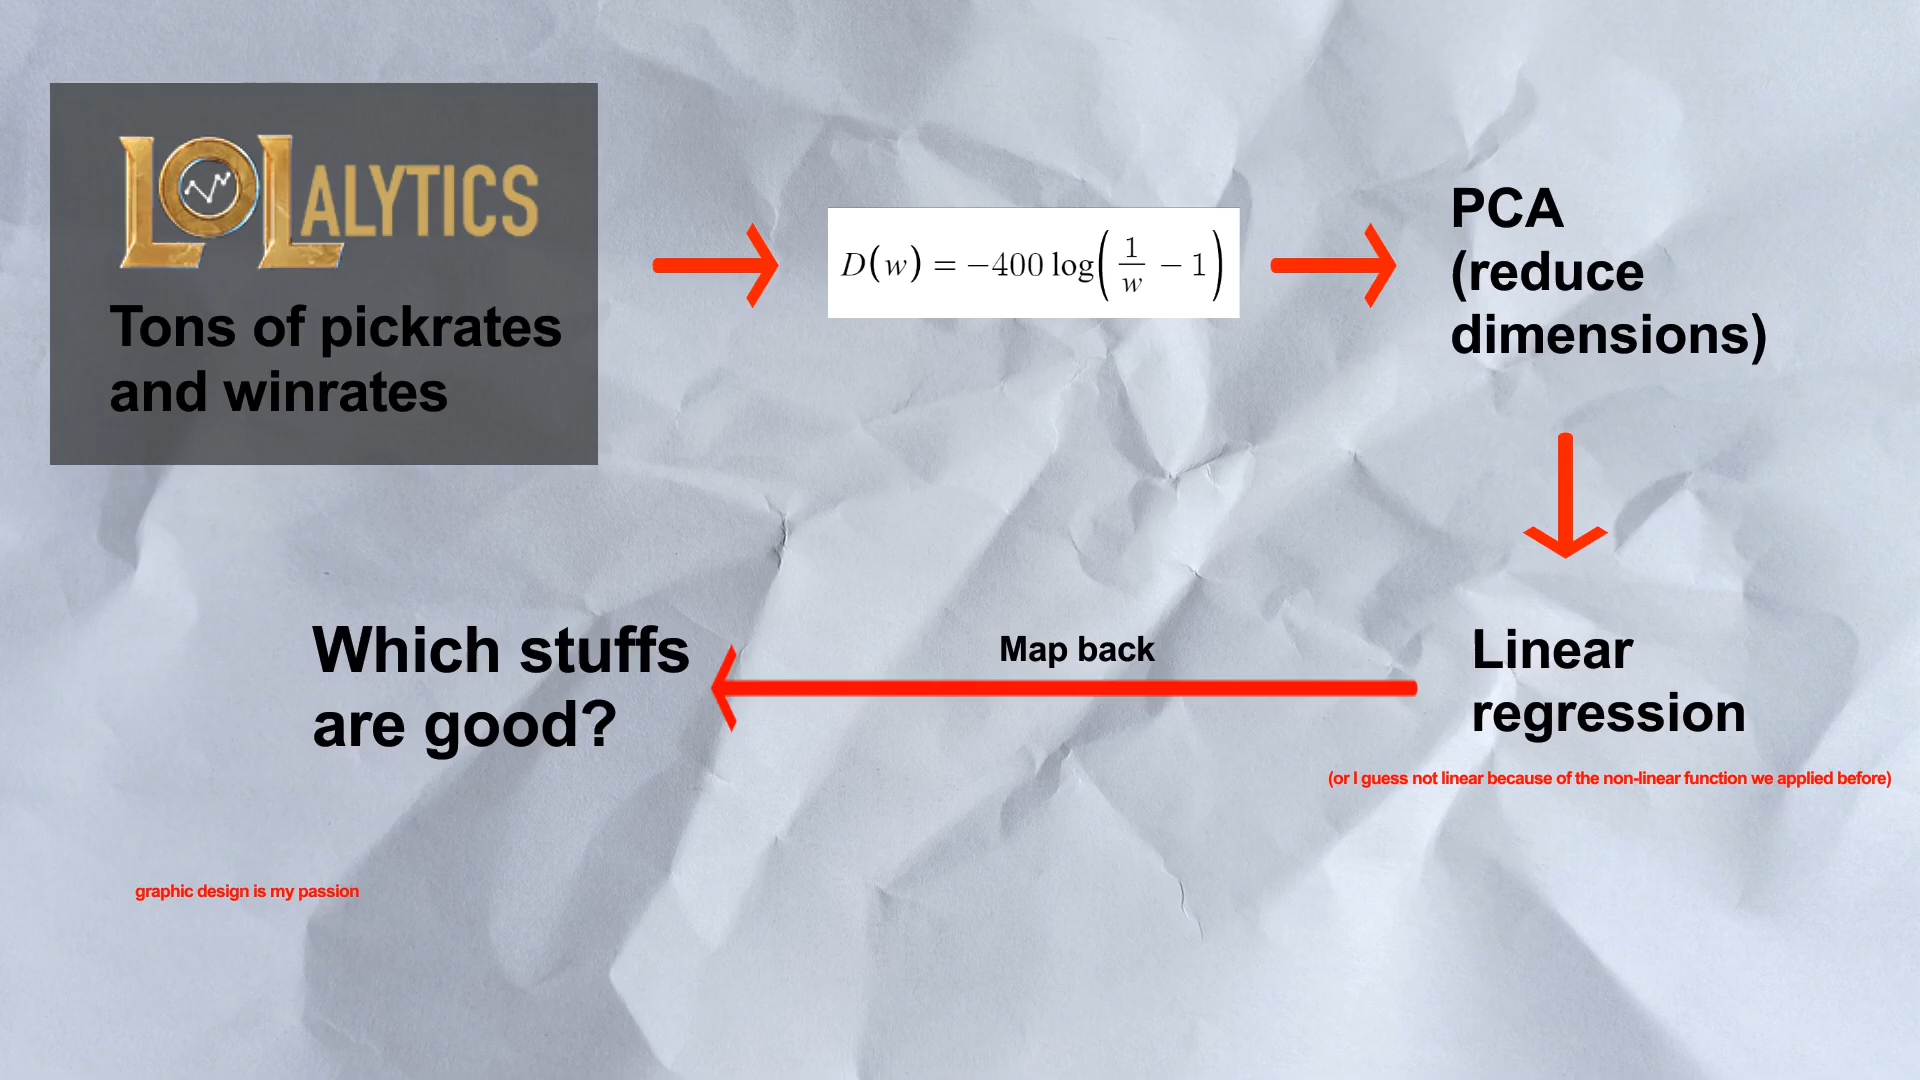 LOLALYTICS
Tons of pickrates
and winrates
D(w) = −400 log(1/w − 1)
PCA
(reduce
dimensions)
Linear
regression
(or I guess not linear because of the non-linear function we applied before)
Map back
Which stuffs
are good?
graphic design is my passion